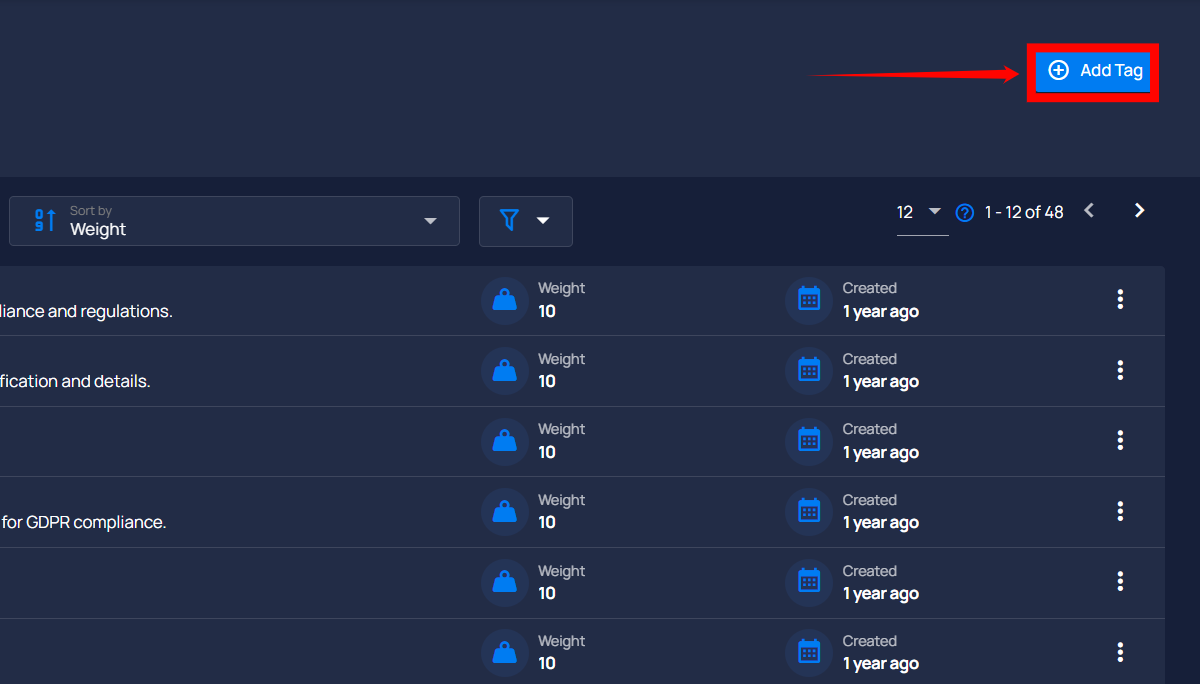 Add Tag
Sort by
Weight
12
1 - 12 of 48
Weight
Created
liance and regulations.
10
1 year ago
Weight
Created
fication and details.
10
1 year ago
Weight
Created
10
1 year ago
Weight
Created
for GDPR compliance.
10
1 year ago
Weight
Created
10
1 year ago
Weight
Created
10
1 year ago